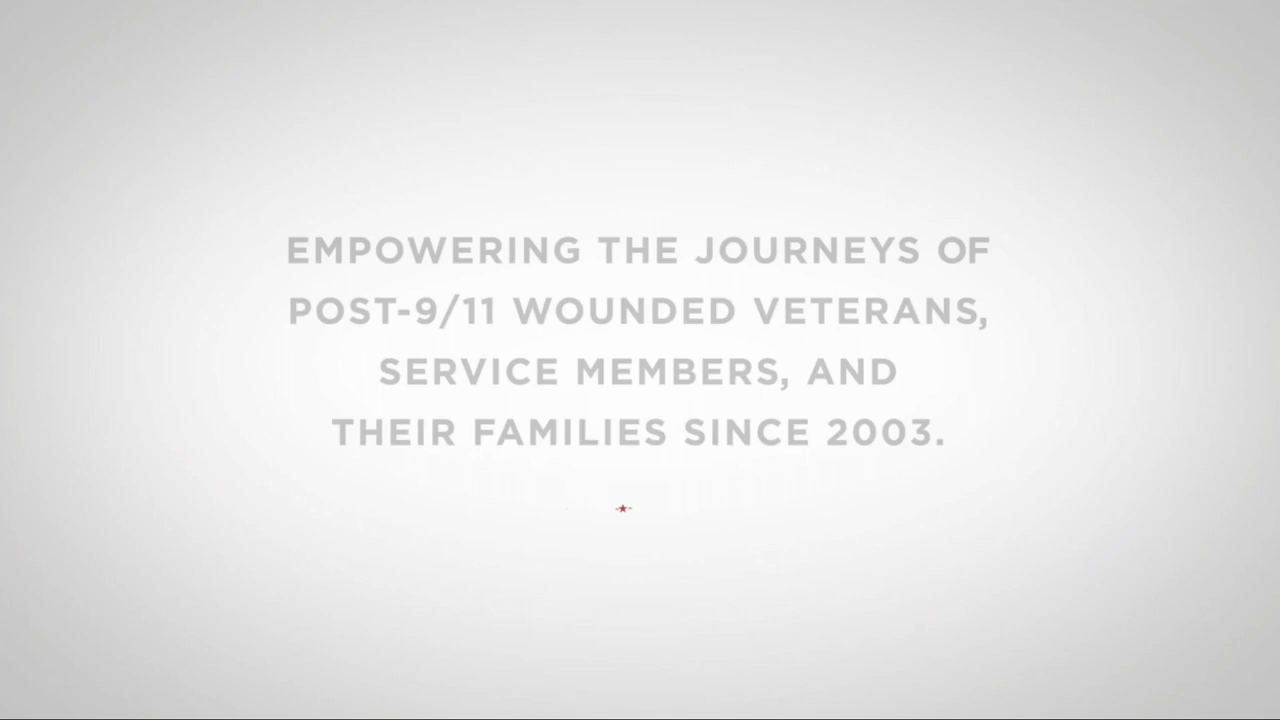 EMPOWERING THE JOURNEYS OF
POST-9/11 WOUNDED VETERANS,
SERVICE MEMBERS, AND
THEIR FAMILIES SINCE 2003.